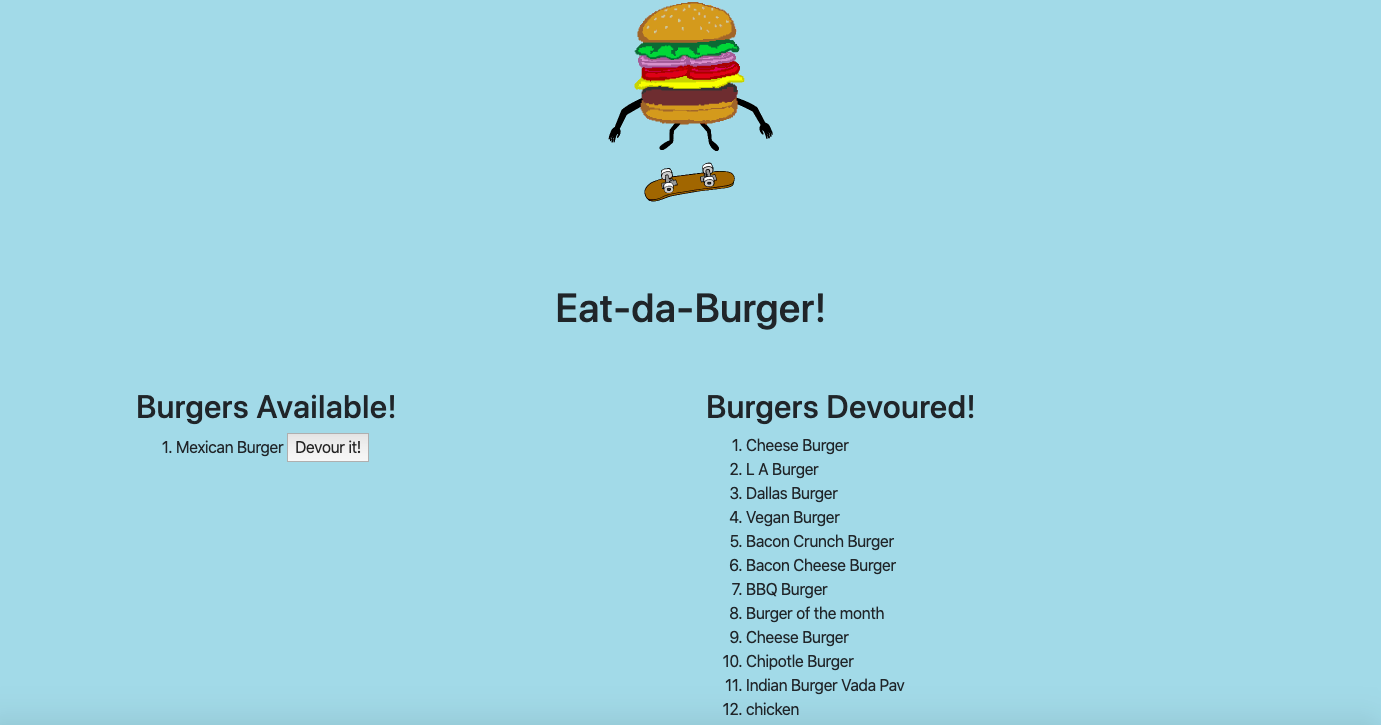 Eat-da-Burger!
Burgers Available!
1. Mexican Burger Devour it!
Burgers Devoured!
1. Cheese Burger
2. L A Burger
3. Dallas Burger
4. Vegan Burger
5. Bacon Crunch Burger
6. Bacon Cheese Burger
7. BBQ Burger
8. Burger of the month
9. Cheese Burger
10. Chipotle Burger
11. Indian Burger Vada Pav
12. chicken